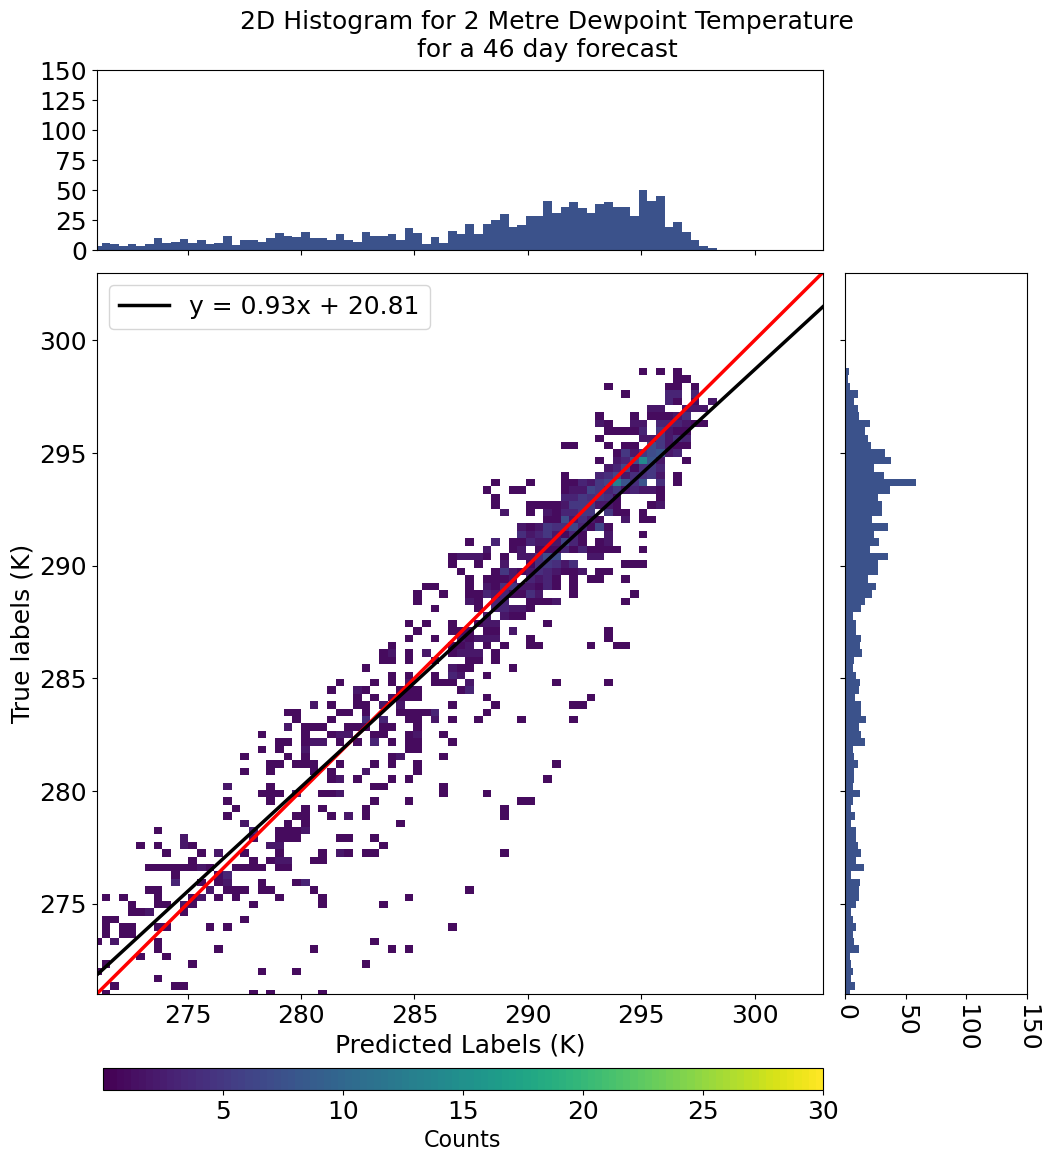 2D Histogram for 2 Metre Dewpoint Temperature
for a 46 day forecast
150
125
100
75
50
25
0
y = 0.93x + 20.81
300
295
290
285
280
275
True labels (K)
275 280 285 290 295 300
Predicted Labels (K)
0 50 100 150
5 10 15 20 25 30
Counts